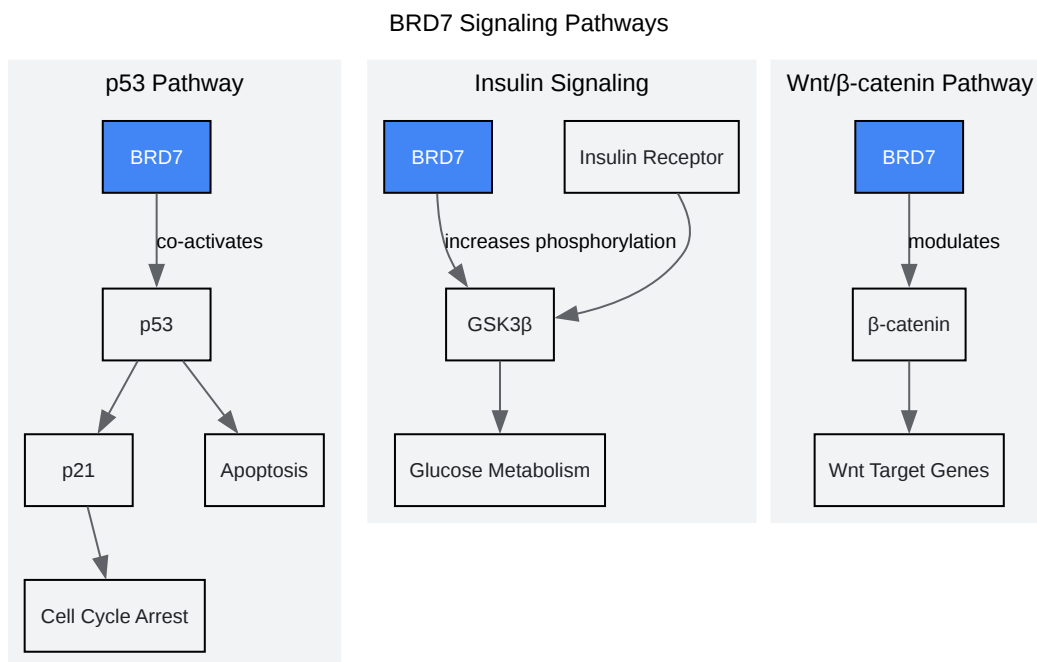 BRD7 Signaling Pathways
p53 Pathway
BRD7
co-activates
p53
p21
Apoptosis
Cell Cycle Arrest
Insulin Signaling
BRD7
Insulin Receptor
increases phosphorylation
GSK3β
Glucose Metabolism
Wnt/β-catenin Pathway
BRD7
modulates
β-catenin
Wnt Target Genes